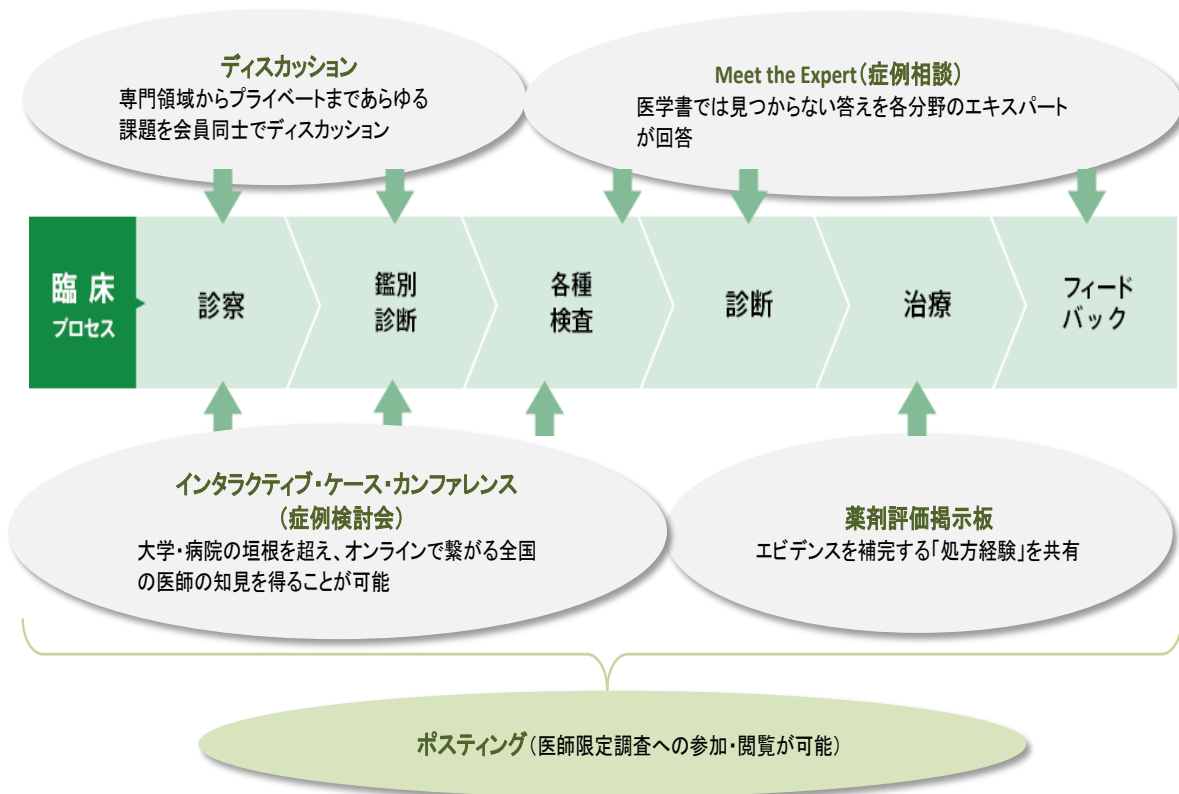 ディスカッション
専門領域からプライベートまであらゆる
課題を会員同士でディスカッション
Meet the Expert(症例相談)
医学書では見つからない答えを各分野のエキスパート
が回答
臨床
プロセス
診察
鑑別
診断
各種
検査
診断
治療
フィード
バック
インタラクティブ・ケース・カンファレンス
(症例検討会)
大学・病院の垣根を超え、オンラインで繋がる全国
の医師の知見を得ることが可能
薬剤評価掲示板
エビデンスを補完する「処方経験」を共有
ポスティング(医師限定調査への参加・閲覧が可能)